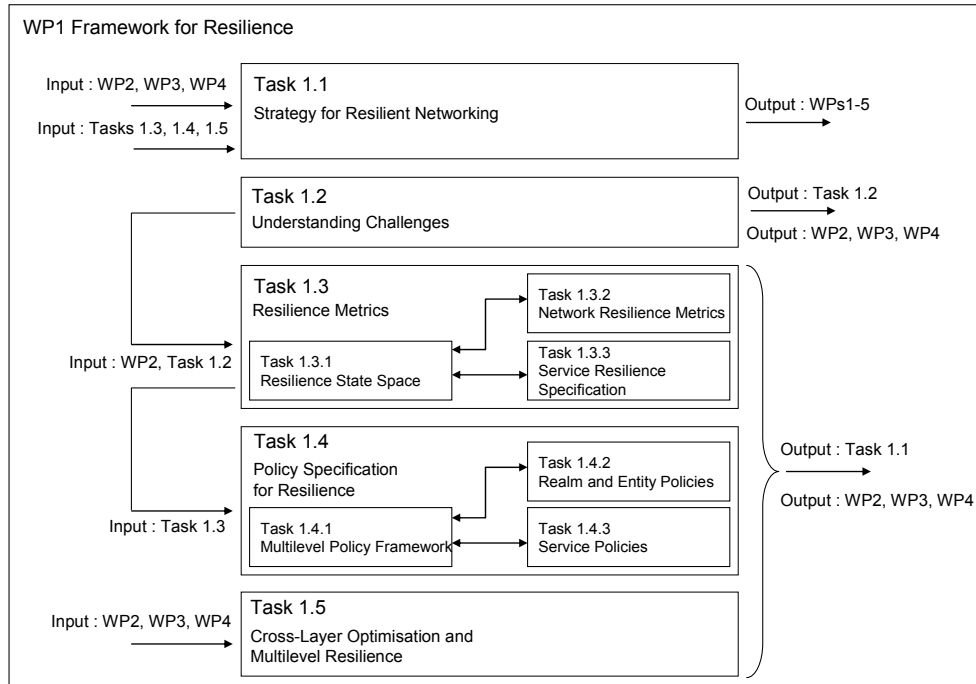 WP1 Framework for Resilience
Input : WP2, WP3, WP4
Input : Tasks 1.3, 1.4, 1.5
Task 1.1
Strategy for Resilient Networking
Output : WPs1-5
Task 1.2
Understanding Challenges
Output : Task 1.2
Output : WP2, WP3, WP4
Task 1.3
Resilience Metrics
Task 1.3.2
Network Resilience Metrics
Input : WP2, Task 1.2
Task 1.3.1
Resilience State Space
Task 1.3.3
Service Resilience
Specification
Task 1.4
Policy Specification
for Resilience
Task 1.4.2
Realm and Entity Policies
Input : Task 1.3
Task 1.4.1
Multilevel Policy Framework
Task 1.4.3
Service Policies
Output : Task 1.1
Output : WP2, WP3, WP4
Input : WP2, WP3, WP4
Task 1.5
Cross-Layer Optimisation and
Multilevel Resilience